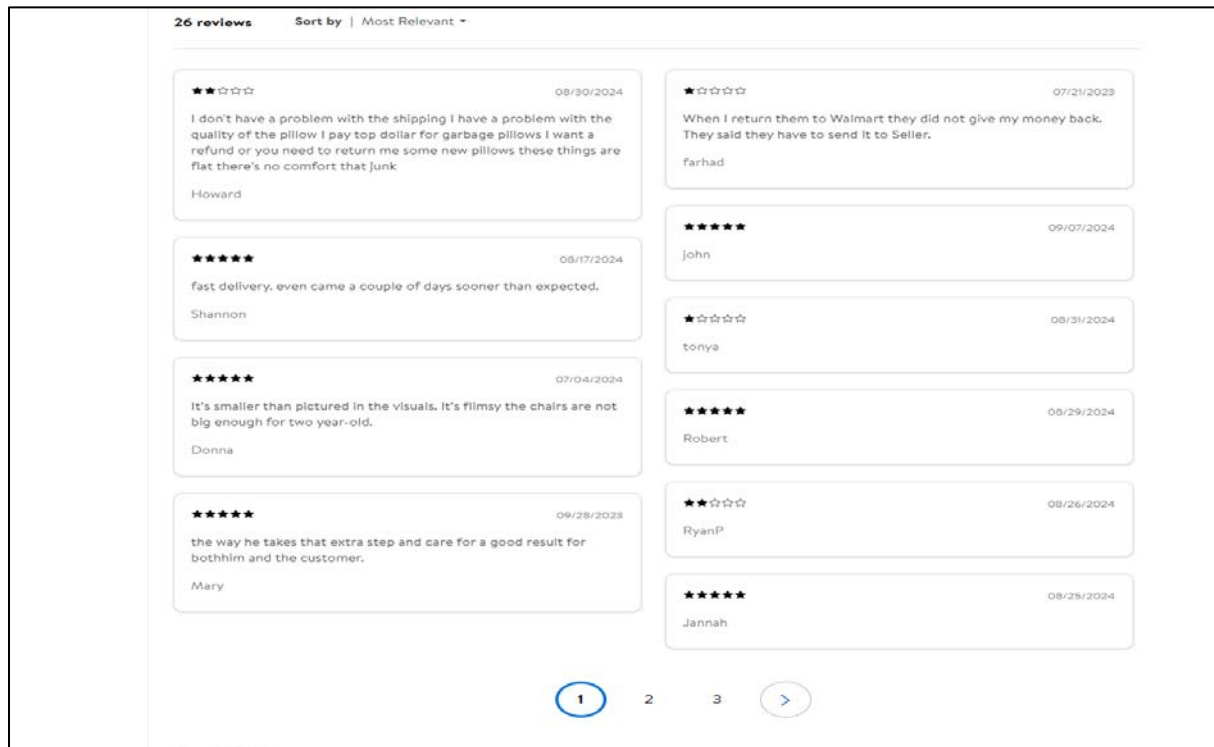 26 reviews Sort by | Most Relevant
08/30/2024
I don't have a problem with the shipping I have a problem with the
quality of the pillow I pay top dollar for garbage pillows I want a
refund or you need to return me some new pillows these things are
flat there's no comfort that junk
Howard
08/17/2024
fast delivery. even came a couple of days sooner than expected.
Shannon
07/04/2024
It's smaller than pictured in the visuals. It's flimsy the chairs are not
big enough for two year-old.
Donna
09/28/2023
the way he takes that extra step and care for a good result for
bothhim and the customer.
Mary
07/21/2023
When I return them to Walmart they did not give my money back.
They said they have to send it to Seller.
farhad
09/07/2024
john
08/31/2024
tonya
08/29/2024
Robert
08/26/2024
RyanP
08/25/2024
Jannah
1 2 3 >